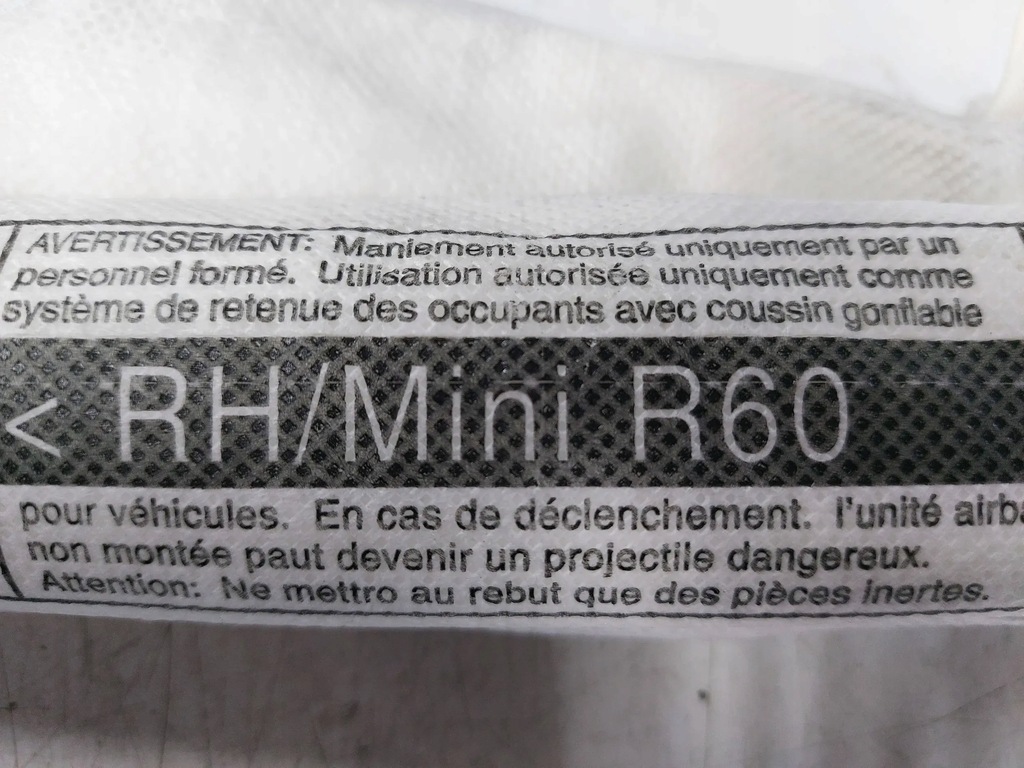 AVERTISSEMENT: Maniement autorisé uniquement par un
personnel formé. Utilisation autorisée uniquement comme
système de retenue des occupants avec coussin gonflable
< RH/Mini R60
pour véhicules. En cas de déclenchement. l'unité airba
non montée paut devenir un projectile dangereux.
Attention: Ne mettro au rebut que des pièces inertes.